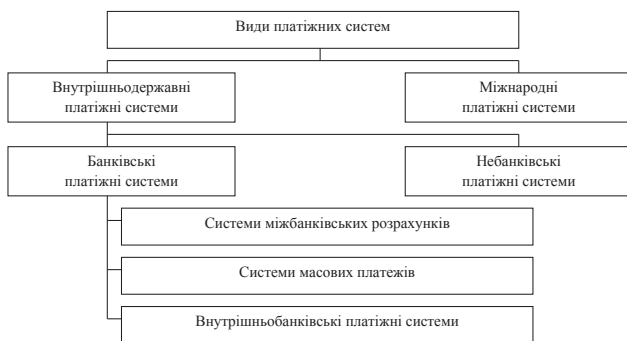 Види платіжних систем
Внутрішньодержавні
платіжні системи
Міжнародні
платіжні системи
Банківські
платіжні системи
Небанківські
платіжні системи
Системи міжбанківських розрахунків
Системи масових платежів
Внутрішньобанківські платіжні системи